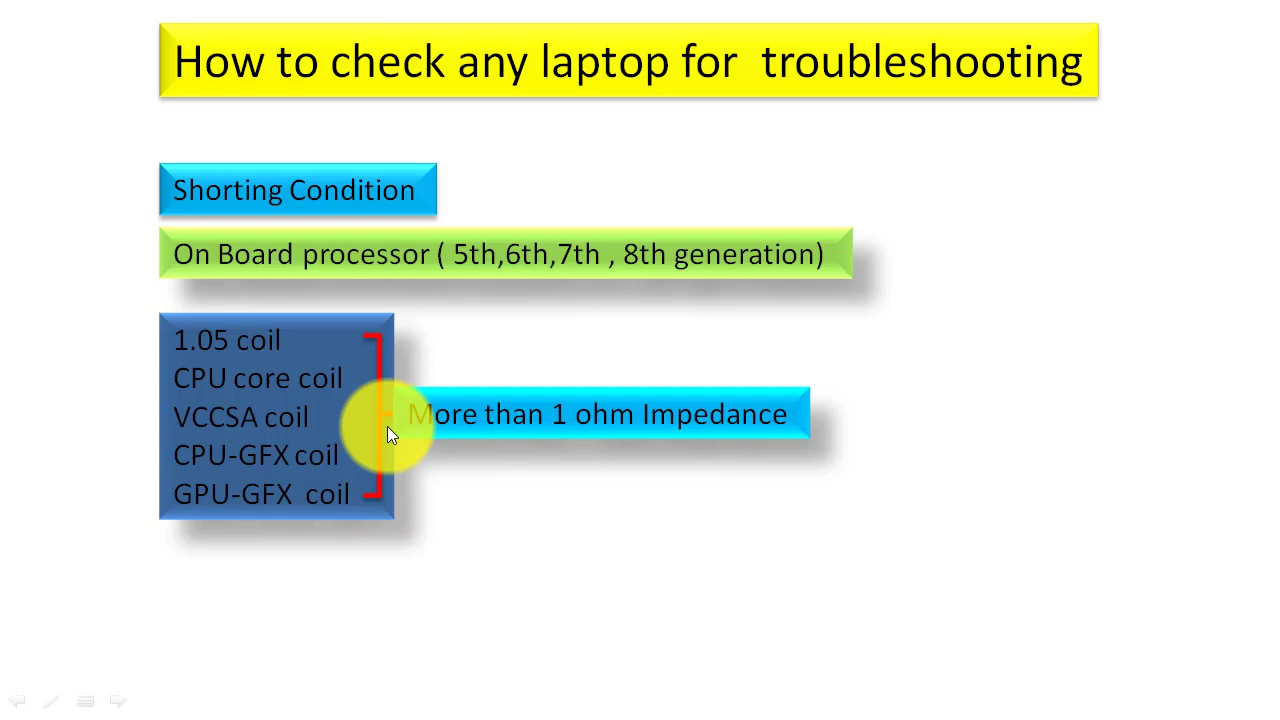 How to check any laptop for troubleshooting
Shorting Condition
On Board processor ( 5th,6th,7th , 8th generation)
1.05 coil
CPU core coil
VCCSA coil
CPU-GFX coil
GPU-GFX coil
More than 1 ohm Impedance